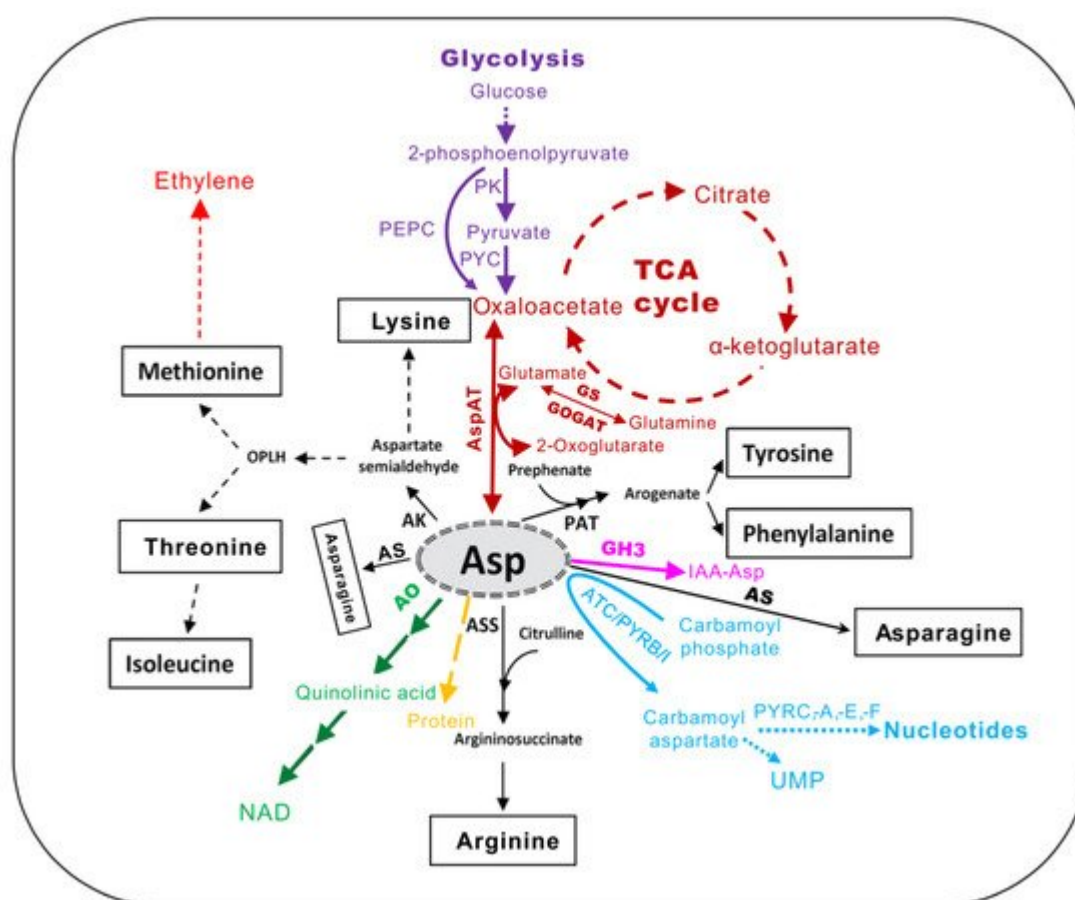 Glycolysis
Glucose
2-phosphoenolpyruvate
Ethylene
PK
Citrate
PEPC
Pyruvate
PYC
TCA
cycle
Oxaloacetate
Lysine
α-ketoglutarate
Methionine
Glutamate
GS
GOGAT
Glutamine
AspAT
2-Oxoglutarate
Aspartate
semialdehyde
OPLH
Prephenate
Tyrosine
Arogenate
AK
PAT
Phenylalanine
Threonine
Asparagine
AS
Asp
GH3
IAA-Asp
AS
AO
ATC/PYRB/I
ASS
Citrulline
Carbamoyl
phosphate
Asparagine
Isoleucine
Quinolinic acid
Protein
Argininosuccinate
Carbamoyl
aspartate
PYRC,-A,-E,-F
Nucleotides
UMP
NAD
Arginine